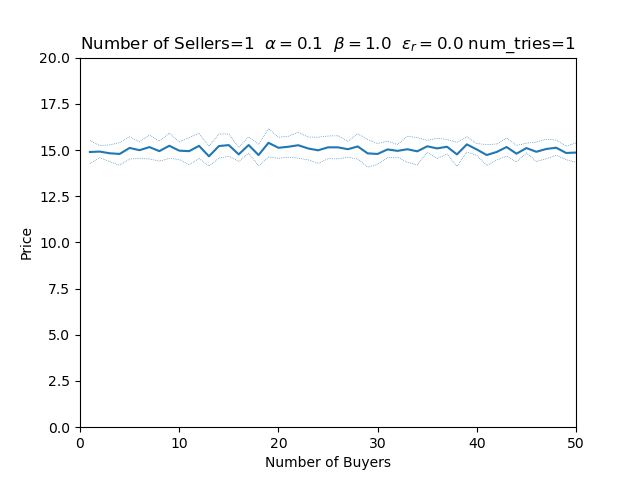 Number of Sellers=1 α = 0.1 β = 1.0 εr = 0.0 num_tries=1
20.0
17.5
15.0
12.5
10.0
7.5
5.0
2.5
0.0
Price
0 10 20 30 40 50
Number of Buyers